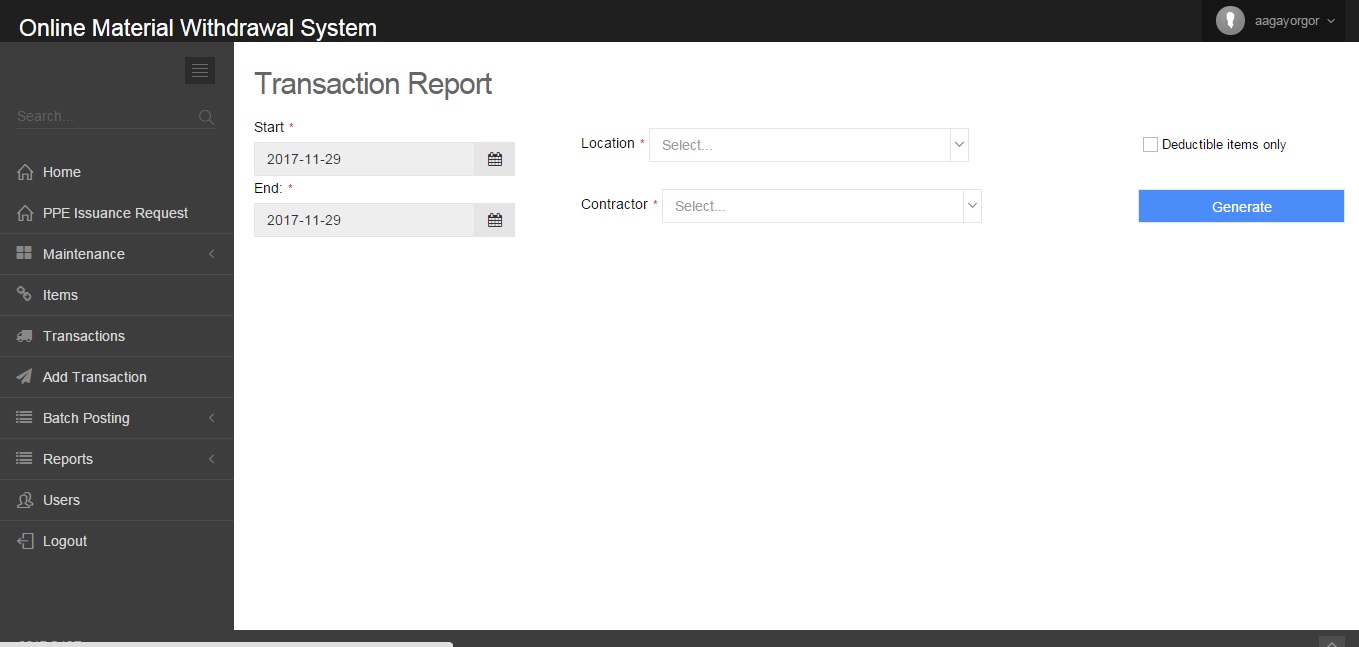 Online Material Withdrawal System
aagayorgor
Search...
Home
PPE Issuance Request
Maintenance
Items
Transactions
Add Transaction
Batch Posting
Reports
Users
Logout
Transaction Report
Start *
2017-11-29
End: *
2017-11-29
Location * Select...
Contractor * Select...
Deductible items only
Generate